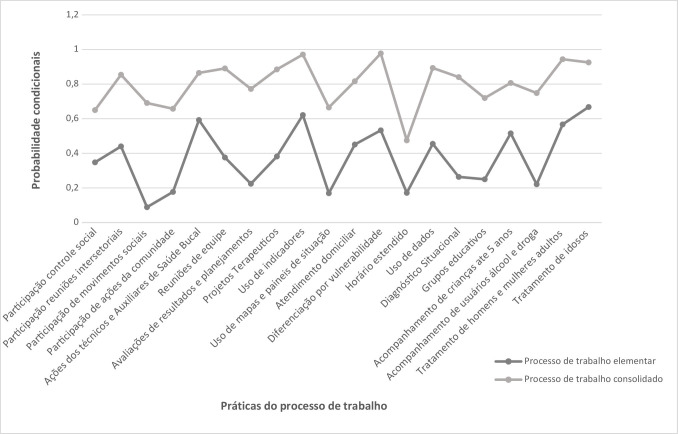 1,2
1
0,8
0,6
0,4
0,2
0
Probabilidade condicionais
Participação controle social
Participação reuniões intersetoriais
Participação de movimentos sociais
Participação de ações da comunidade
Ações dos técnicos e Auxiliares de Saúde Bucal
Reuniões de equipe
Avaliações de resultados e planejamentos
Projetos Terapeuticos
Uso de indicadores
Uso de mapas e paineis de situação
Atendimento domiciliar
Diferenciação por vulnerabilidade
Horário estendido
Uso de dados
Diagnóstico Situacional
Grupos educativos
Acompanhamento de crianças ate 5 anos
Acompanhamento de usuários álcool e droga
Tratamento de homens e mulheres adultos
Tratamento de idosos
Processo de trabalho elementar
Processo de trabalho consolidado
Práticas do processo de trabalho